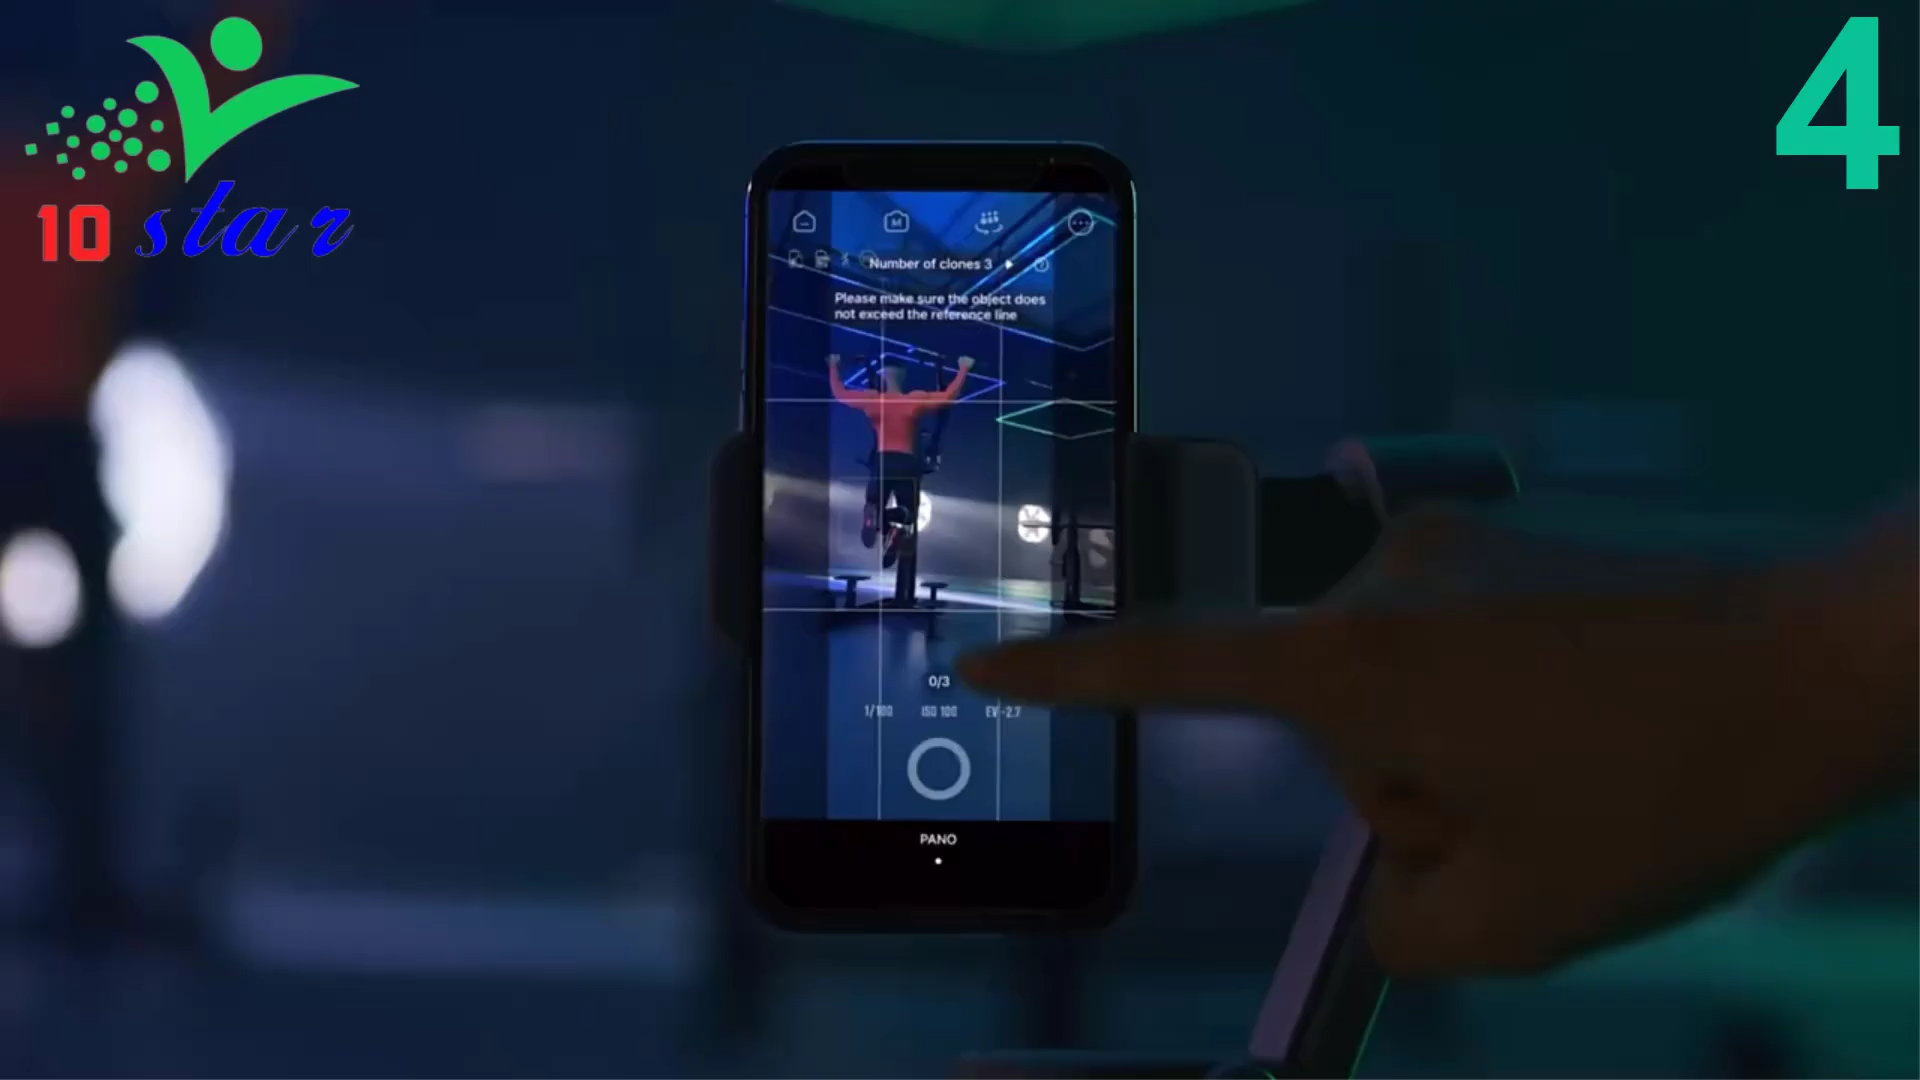 4
10 star
M
Number of clones 3
Please make sure the object does
not exceed the reference line
0/3
1/100 ISO 100 EV -2.7
PANO